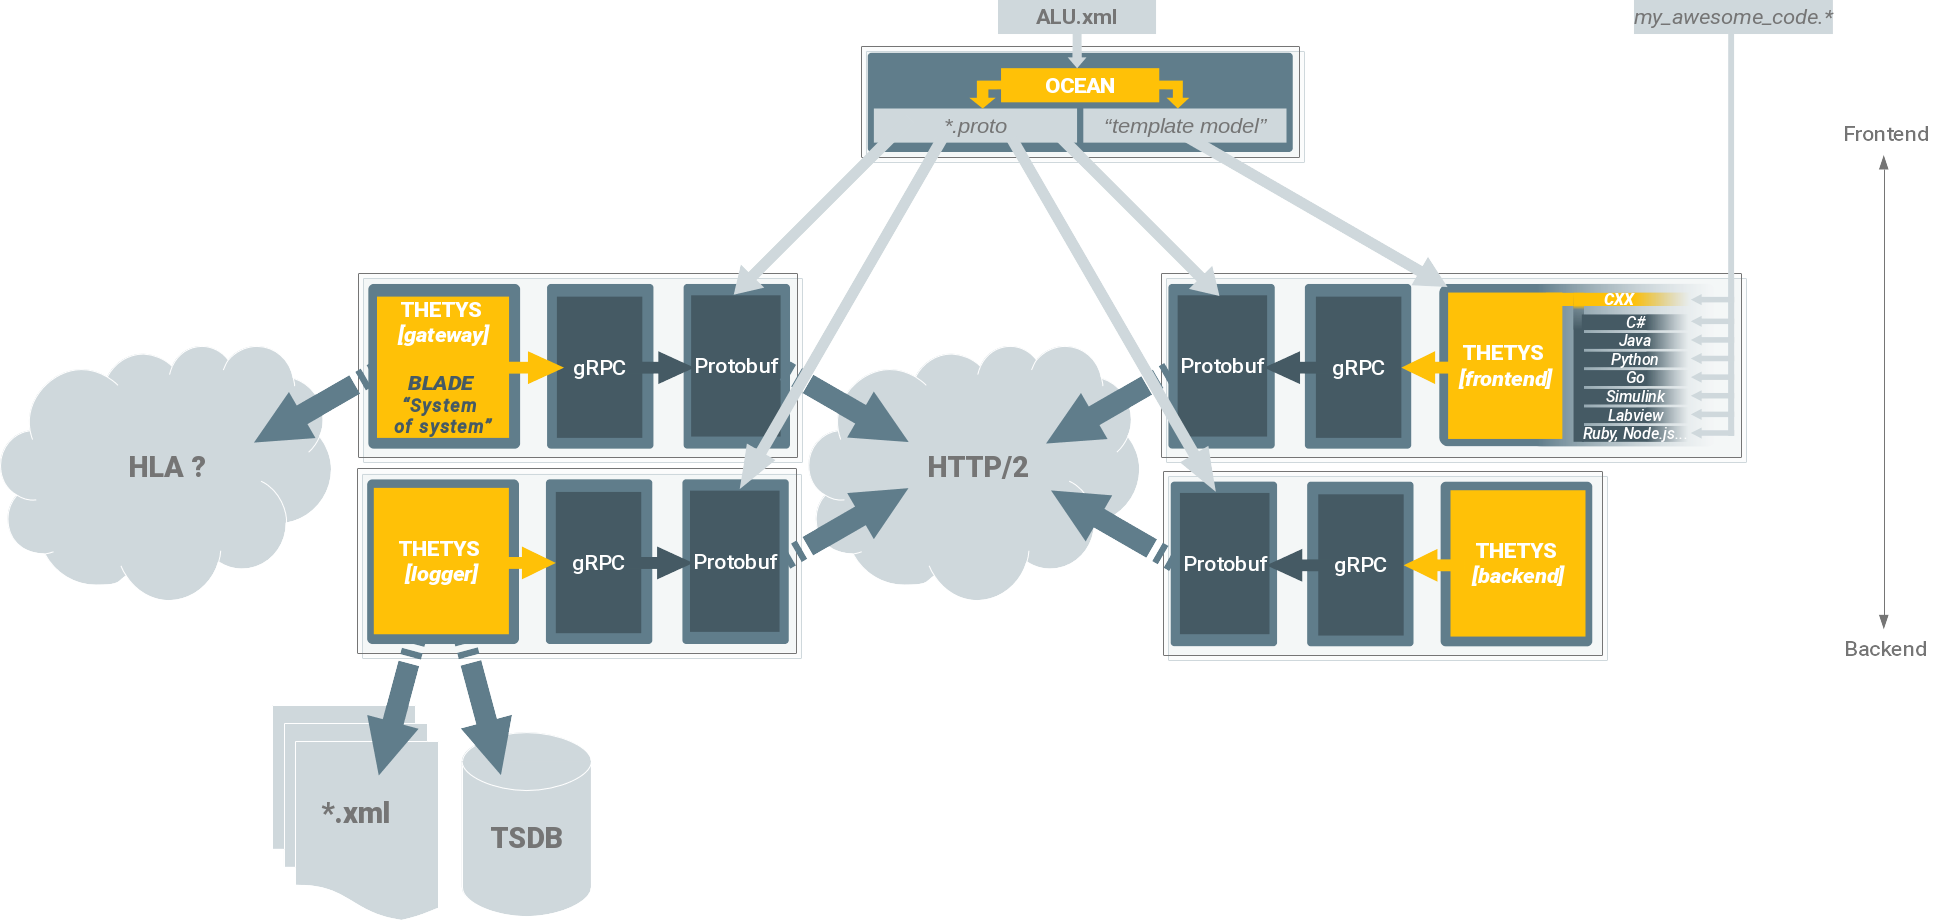 ALU.xml
my_awesome_code.*
OCEAN
*.proto
“template model”
Frontend
THETYS
[gateway]
BLADE
“System
of system”
gRPC
Protobuf
Protobuf
gRPC
THETYS
[frontend]
CXX
C#
Java
Python
Go
Simulink
Labview
Ruby, Node.js...
HLA ?
HTTP/2
THETYS
[logger]
gRPC
Protobuf
Protobuf
gRPC
THETYS
[backend]
Backend
*.xml
TSDB